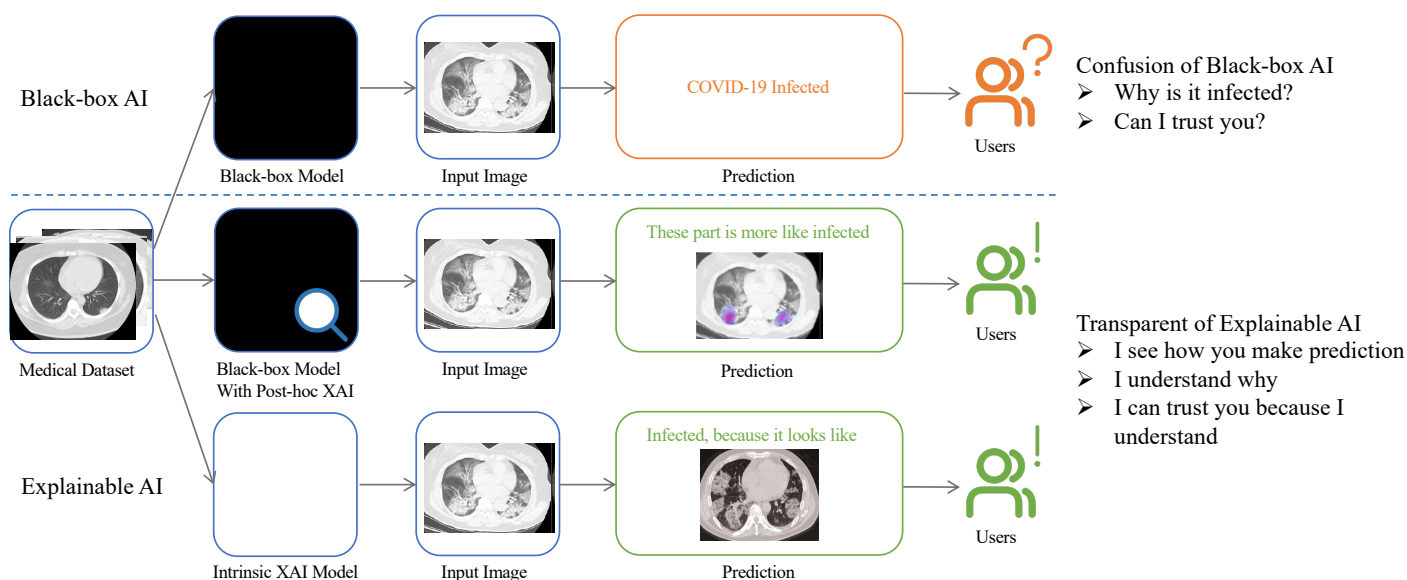 Black-box AI
Black-box Model
Input Image
COVID-19 Infected
Prediction
Users
Confusion of Black-box AI
➢ Why is it infected?
➢ Can I trust you?
Medical Dataset
Black-box Model
With Post-hoc XAI
Input Image
These part is more like infected
Prediction
Users
Transparent of Explainable AI
➢ I see how you make prediction
➢ I understand why
➢ I can trust you because I
understand
Explainable AI
Intrinsic XAI Model
Input Image
Infected, because it looks like
Prediction
Users